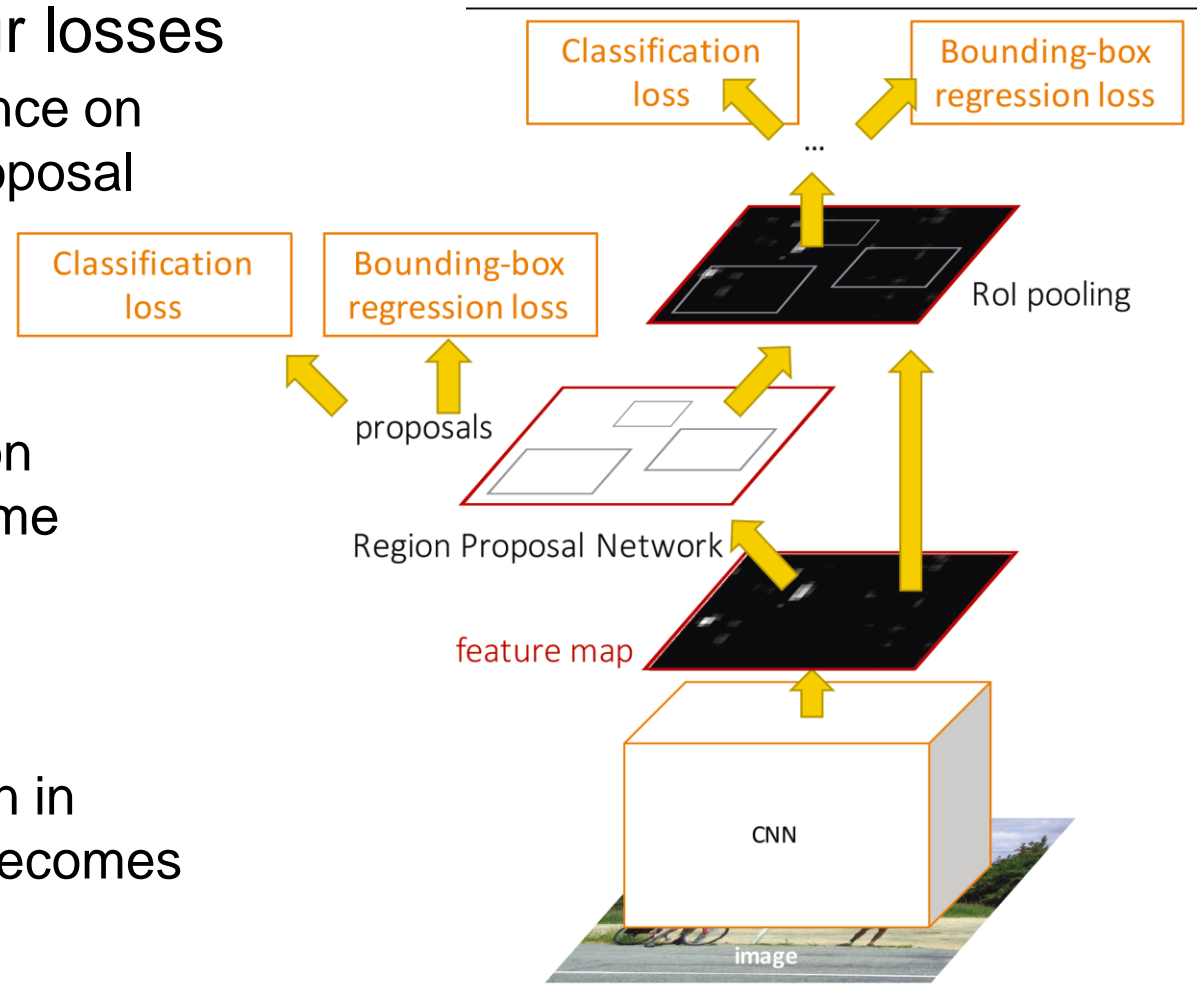 ur losses
nce on
oposal
on
me
n in
ecomes
Classification
loss
Bounding-box
regression loss
...
RoI pooling
Classification
loss
Bounding-box
regression loss
proposals
Region Proposal Network
feature map
CNN
image